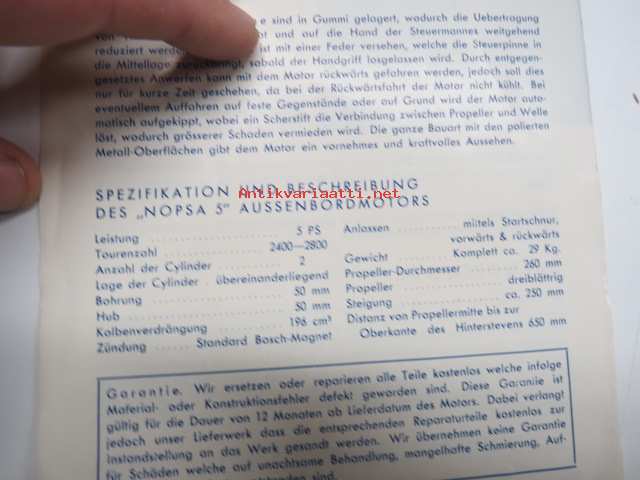 e sind in Gummi gelagert, wodurch die Uebertragung
von und auf die Hand der Steuermannes weitgehend
reduziert ist mit einer Feder versehen, welche die Steuerpinne in
die Mittellage sobald der Handgriff losgelassen wird. Durch entgegen-
gesetztes Anwerfen kann mit dem Motor rückwärts gefahren werden, jedoch soll dies
nur für kurze Zeit geschehen, da bei der Rückwärtsfahrt der Motor nicht kühlt. Bei
eventuellem Auffahren auf feste Gegenstände oder auf Grund wird der Motor auto-
matisch aufgekippt, wobei ein Scherstift die Verbindung zwischen Propeller und Welle
löst, wodurch grösserer Schaden vermieden wird. Die ganze Bauart mit den polierten
Metall-Oberflächen gibt dem Motor ein vornehmes und kraftvolles Aussehen.
SPEZIFIKATION UND BESCHREIBUNG
Antikvariaatti.net
DES „NOPSA 5" AUSSENBORDMOTORS
Leistung 5 PS
Tourenzahl 2400—2800
Anzahl der Cylinder 2
Lage der Cylinder übereinanderliegend
Bohrung 50 mm
Hub 50 mm
Kolbenverdrängung 196 cm³
Zündung Standard Bosch-Magnet
Anlassen mittels Startschnur,
vorwärts & rückwärts
Gewicht Komplett ca. 29 Kg.
Propeller-Durchmesser 260 mm
Propeller dreiblättrig
Steigung ca. 250 mm
Distanz von Propellermitte bis zur
Oberkante des Hinterstevens 650 mm
Garantie. Wir ersetzen oder reparieren alle Teile kostenlos welche infolge
Material- oder Konstruktionsfehler defekt geworden sind. Diese Garantie ist
gültig für die Dauer von 12 Monaten ab Lieferdatum des Motors. Dabei verlangt
jedoch unser Lieferwerk dass die entsprechenden Reparaturteile kostenlos zur
Instandstellung an das Werk gesandt werden. Wir übernehmen keine Garantie
für Schäden welche auf unachtsame Behandlung, mangelhafte Schmierung, Auf-
sind.